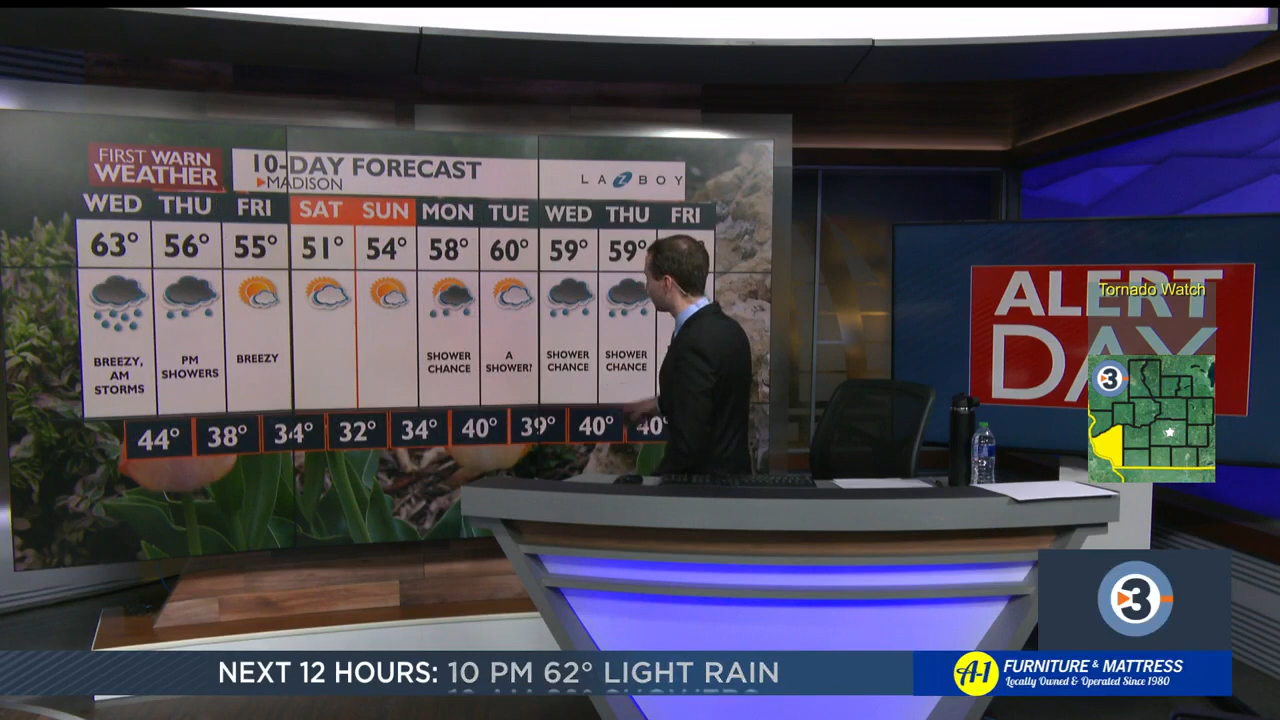 FIRST WARN
WEATHER
10-DAY FORECAST
MADISON
LA Z BOY
WED THU FRI SAT SUN MON TUE WED THU FRI
63° 56° 55° 51° 54° 58° 60° 59° 59°
BREEZY, AM STORMS
PM SHOWERS
BREEZY
SHOWER CHANCE
A SHOWER?
SHOWER CHANCE
SHOWER CHANCE
44° 38° 34° 32° 34° 40° 39° 40° 40°
ALERT
DAY
Tornado Watch
3
3
NEXT 12 HOURS: 10 PM 62° LIGHT RAIN
A-1 FURNITURE & MATTRESS
Locally Owned & Operated Since 1980